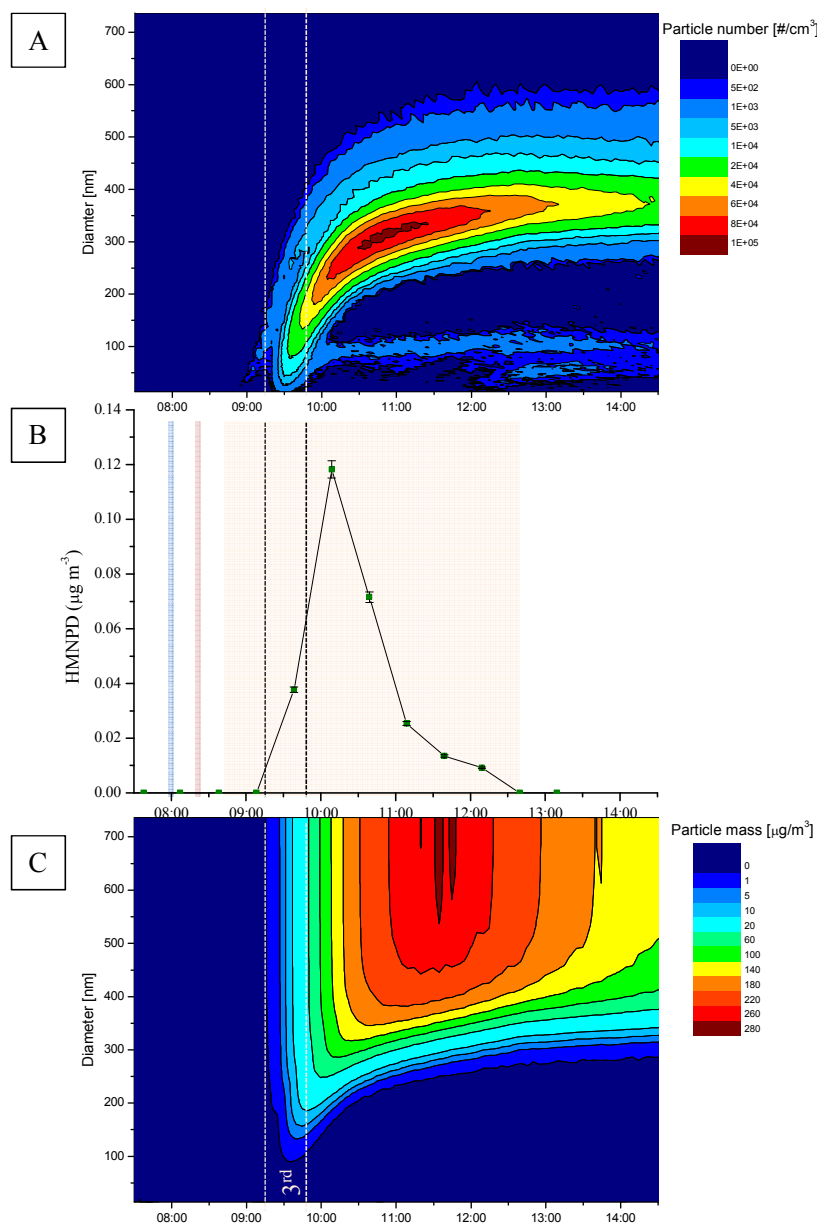 A
Particle number [#/cm³]
700
600
500
400
300
200
100
Diamter [nm]
0E+00
5E+02
1E+03
5E+03
1E+04
2E+04
4E+04
6E+04
8E+04
1E+05
08:00 09:00 10:00 11:00 12:00 13:00 14:00
B
0.14
0.12
0.10
0.08
0.06
0.04
0.02
0.00
HMNPD (µg m⁻³)
08:00 09:00 10:00 11:00 12:00 13:00 14:00
C
Particle mass [µg/m³]
700
600
500
400
300
200
100
Diameter [nm]
0
1
5
10
20
60
100
140
180
220
260
280
3rd
08:00 09:00 10:00 11:00 12:00 13:00 14:00